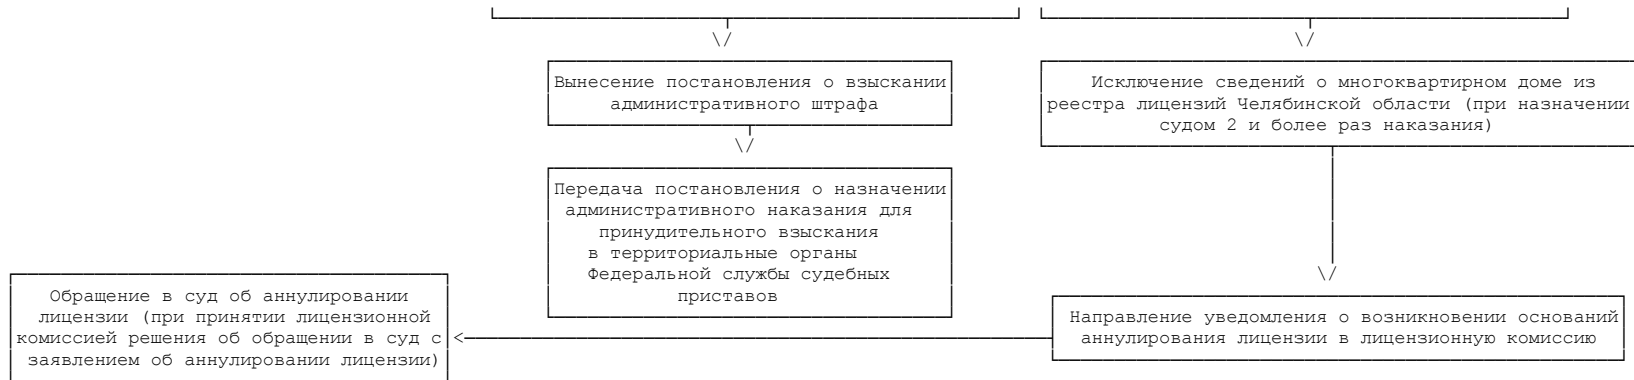 Вынесение постановления о взыскании
административного штрафа
Исключение сведений о многоквартирном доме из
реестра лицензий Челябинской области (при назначении
судом 2 и более раз наказания)
Передача постановления о назначении
административного наказания для
принудительного взыскания
в территориальные органы
Федеральной службы судебных
приставов
Обращение в суд об аннулировании
лицензии (при принятии лицензионной
комиссией решения об обращении в суд с
заявлением об аннулировании лицензии)
Направление уведомления о возникновении оснований
аннулирования лицензии в лицензионную комиссию